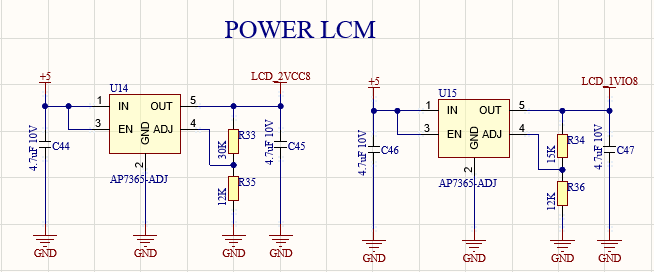 POWER LCM
+5
U14
LCD_2VCC8
1 IN OUT 5
3 EN ADJ 4
GND
2
AP7365-ADJ
4.7uF 10V
C44
R33
30K
R35
12K
4.7uF 10V
C45
GND
GND
GND
GND
+5
U15
LCD_1VIO8
1 IN OUT 5
3 EN ADJ 4
GND
2
AP7365-ADJ
4.7uF 10V
C46
R34
15K
R36
12K
4.7uF 10V
C47
GND
GND
GND
GND